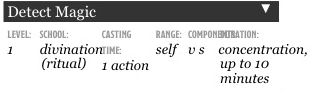 Detect Magic ▼
LEVEL: SCHOOL: CASTING TIME: RANGE: COMPONENTS: DURATION:
1 divination (ritual) 1 action self v s concentration, up to 10 minutes